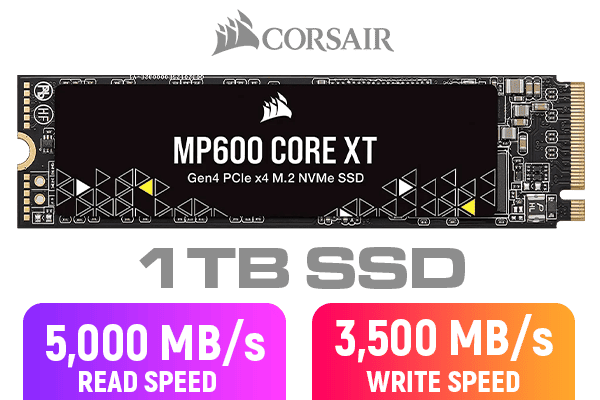 CORSAIR
MP600 CORE XT
Gen4 PCIe x4 M.2 NVMe SSD
1TB SSD
5,000 MB/s
READ SPEED
3,500 MB/s
WRITE SPEED